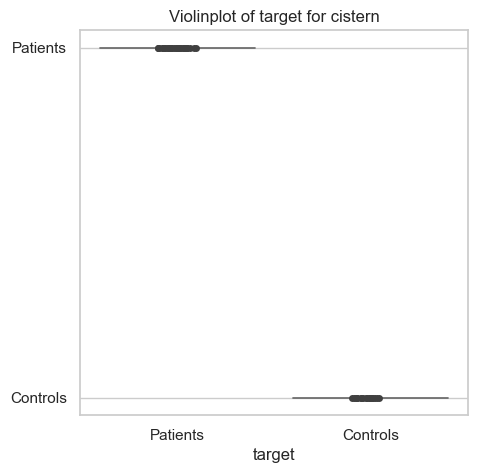 Violinplot of target for cistern
Patients
Controls
Patients Controls
target